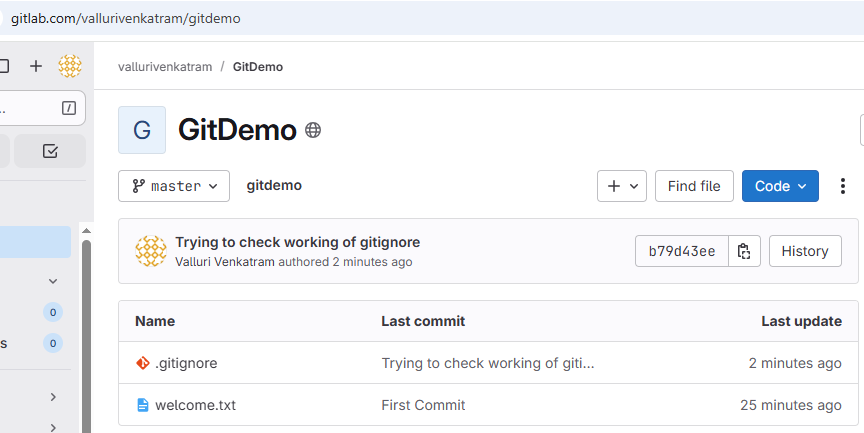 gitlab.com/vallurivenkatram/gitdemo
vallurivenkatram / GitDemo
G GitDemo
master gitdemo Find file Code
Trying to check working of gitignore
Valluri Venkatram authored 2 minutes ago
b79d43ee History
Name Last commit Last update
.gitignore Trying to check working of giti... 2 minutes ago
welcome.txt First Commit 25 minutes ago
..
/
0
s 0